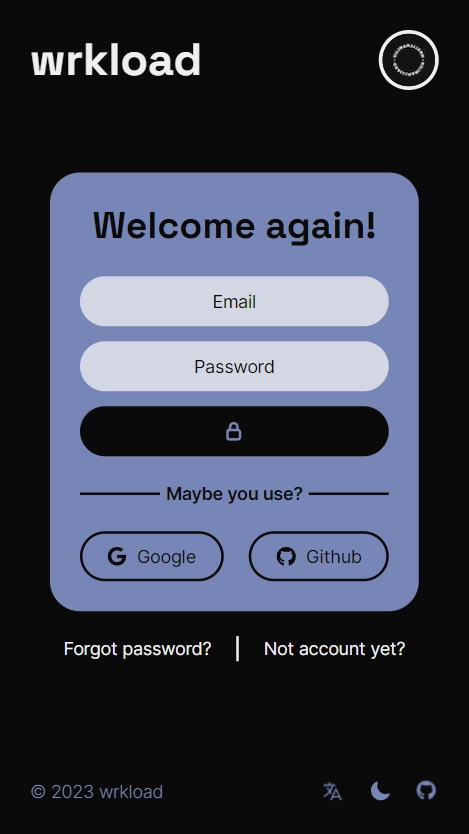 wrkload
Welcome again!
Email
Password
Maybe you use?
Google
Github
Forgot password?
Not account yet?
© 2023 wrkload